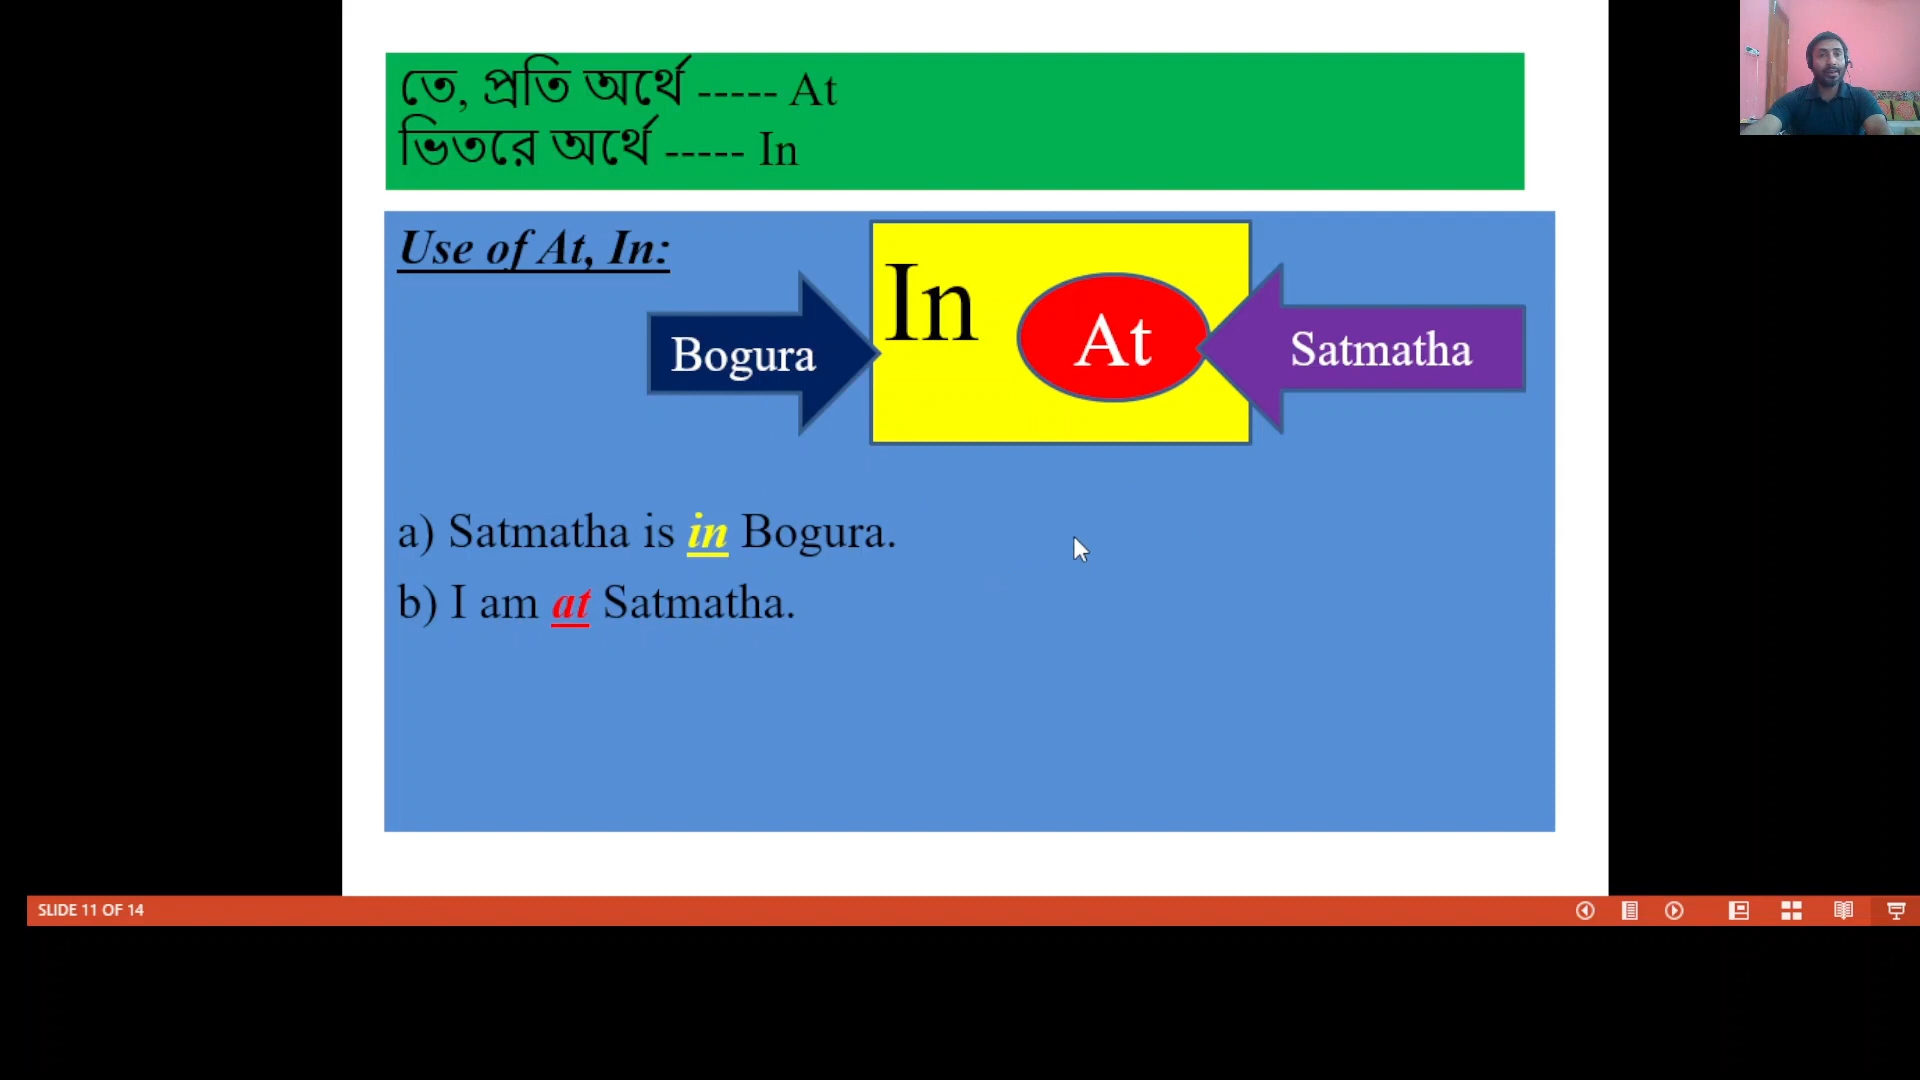 তে, প্রতি অর্থে ----- At
ভিতরে অর্থে ----- In
Use of At, In:
Bogura
In
At
Satmatha
a) Satmatha is in Bogura.
b) I am at Satmatha.
SLIDE 11 OF 14